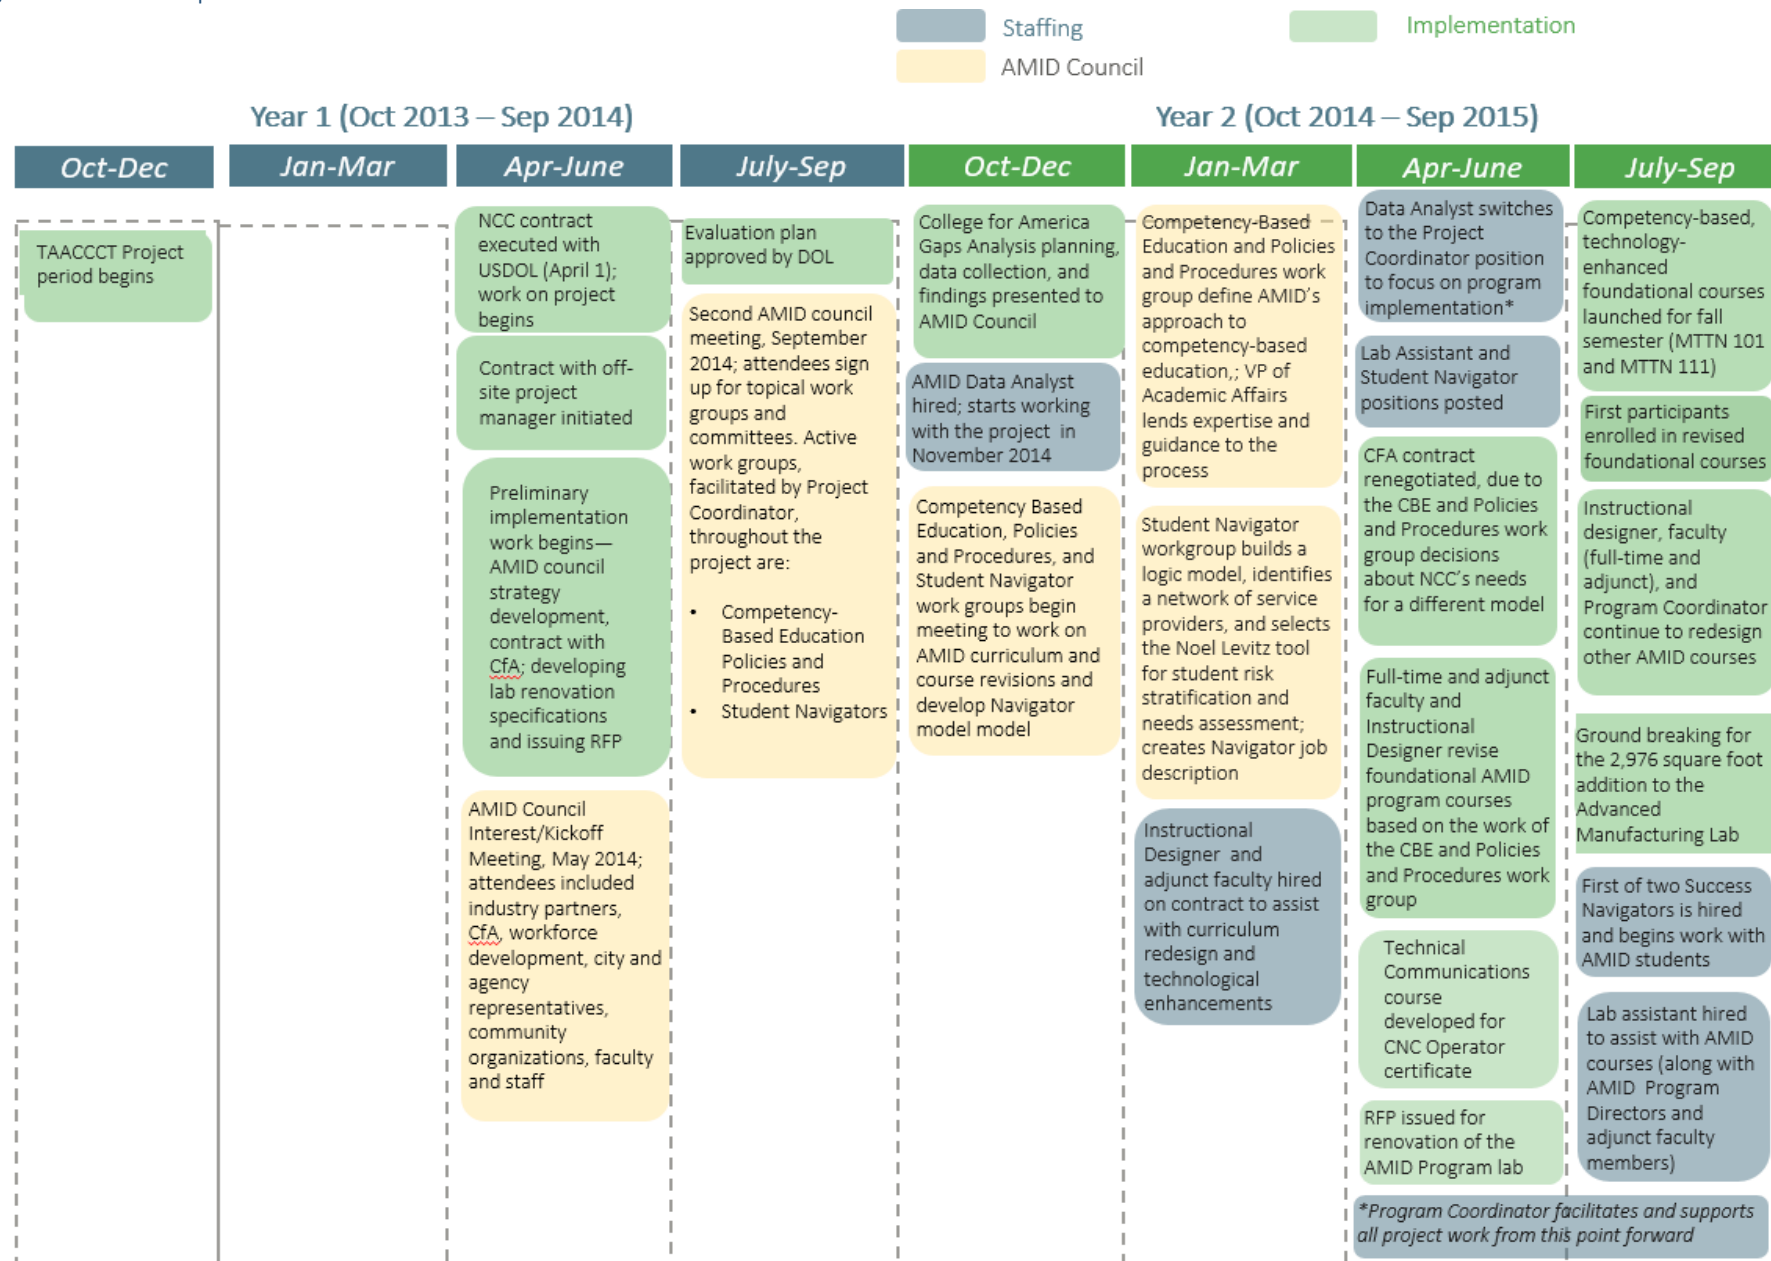 Staffing
Implementation
AMID Council
Year 1 (Oct 2013 – Sep 2014)
Year 2 (Oct 2014 – Sep 2015)
Oct-Dec
Jan-Mar
Apr-June
July-Sep
Oct-Dec
Jan-Mar
Apr-June
July-Sep
TAACCCT Project
period begins
NCC contract
executed with
USDOL (April 1);
work on project
begins
Contract with off-
site project
manager initiated
Preliminary
implementation
work begins—
AMID council
strategy
development,
contract with
CfA; developing
lab renovation
specifications
and issuing RFP
AMID Council
Interest/Kickoff
Meeting, May 2014;
attendees included
industry partners,
CfA, workforce
development, city and
agency
representatives,
community
organizations, faculty
and staff
Evaluation plan
approved by DOL
Second AMID council
meeting, September
2014; attendees sign
up for topical work
groups and
committees. Active
work groups,
facilitated by Project
Coordinator,
throughout the
project are:
• Competency-
Based Education
Policies and
Procedures
• Student Navigators
College for America
Gaps Analysis planning,
data collection, and
findings presented to
AMID Council
AMID Data Analyst
hired; starts working
with the project in
November 2014
Competency Based
Education, Policies
and Procedures, and
Student Navigator
work groups begin
meeting to work on
AMID curriculum and
course revisions and
develop Navigator
model model
Competency-Based
Education and Policies
and Procedures work
group define AMID’s
approach to
competency-based
education,; VP of
Academic Affairs
lends expertise and
guidance to the
process
Student Navigator
workgroup builds a
logic model, identifies
a network of service
providers, and selects
the Noel Levitz tool
for student risk
stratification and
needs assessment;
creates Navigator job
description
Instructional
Designer and
adjunct faculty hired
on contract to assist
with curriculum
redesign and
technological
enhancements
Data Analyst switches
to the Project
Coordinator position
to focus on program
implementation*
Lab Assistant and
Student Navigator
positions posted
CFA contract
renegotiated, due to
the CBE and Policies
and Procedures work
group decisions
about NCC’s needs
for a different model
Full-time and adjunct
faculty and
Instructional
Designer revise
foundational AMID
program courses
based on the work of
the CBE and Policies
and Procedures work
group
Technical
Communications
course
developed for
CNC Operator
certificate
RFP issued for
renovation of the
AMID Program lab
Competency-based,
technology-
enhanced
foundational courses
launched for fall
semester (MTTN 101
and MTTN 111)
First participants
enrolled in revised
foundational courses
Instructional
designer, faculty
(full-time and
adjunct), and
Program Coordinator
continue to redesign
other AMID courses
Ground breaking for
the 2,976 square foot
addition to the
Advanced
Manufacturing Lab
First of two Success
Navigators is hired
and begins work with
AMID students
Lab assistant hired
to assist with AMID
courses (along with
AMID Program
Directors and
adjunct faculty
members)
*Program Coordinator facilitates and supports
all project work from this point forward